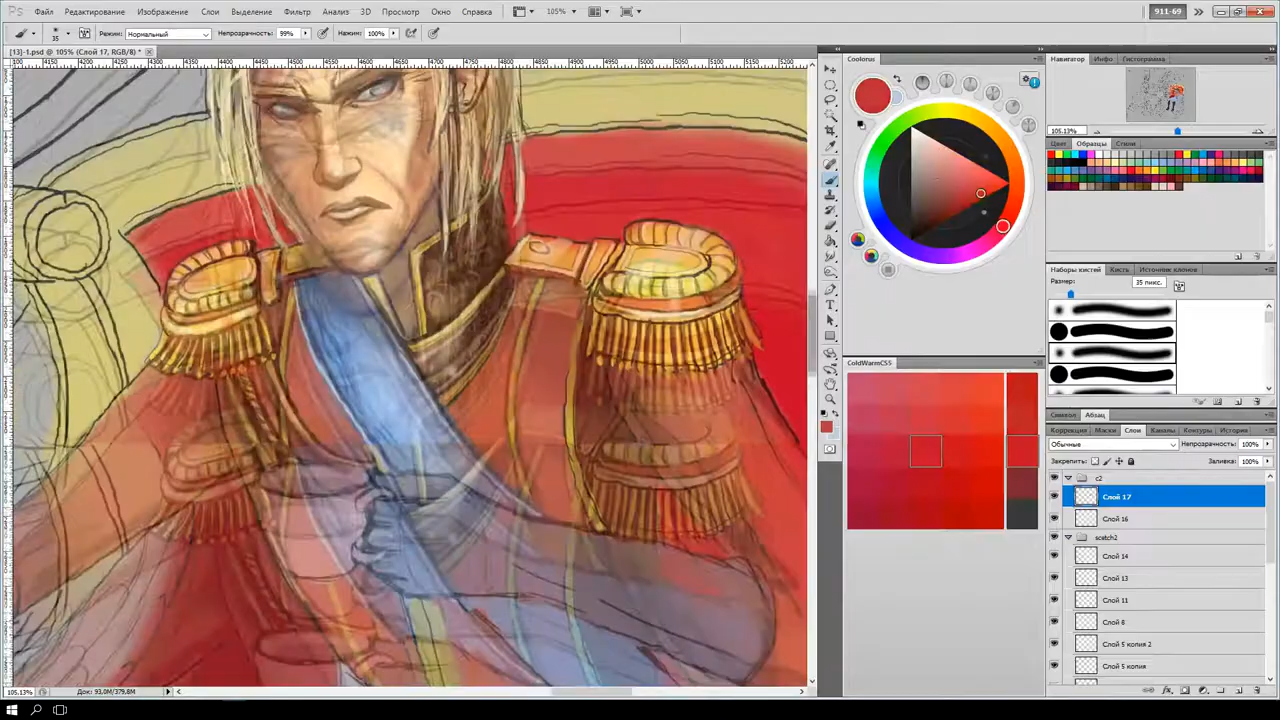 Ps Файл Редактирование Изображение Слои Выделение Фильтр Анализ 3D Просмотр Окно Справка 105% 911-69
35 Режим: Нормальный Непрозрачность: 99% Нажим: 100%
[13]-1.psd @ 105% (Слой 17, RGB/8) *
Coolorus
Навигатор Инфо Гистограмма
105.13%
Цвет Образцы Стили
Наборы кистей Кисть Источник клонов
Размер: 35 пикс.
ColdWarmCS5
Символ Абзац
Коррекция Маски Слои Каналы Контуры История
Обычные Непрозрачность: 100%
Закрепить: Заливка: 100%
c2
Слой 17
Слой 16
scetch2
Слой 14
Слой 13
Слой 11
Слой 8
Слой 5 копия 2
Слой 5 копия
105.13% Док: 93,0M/379,8M